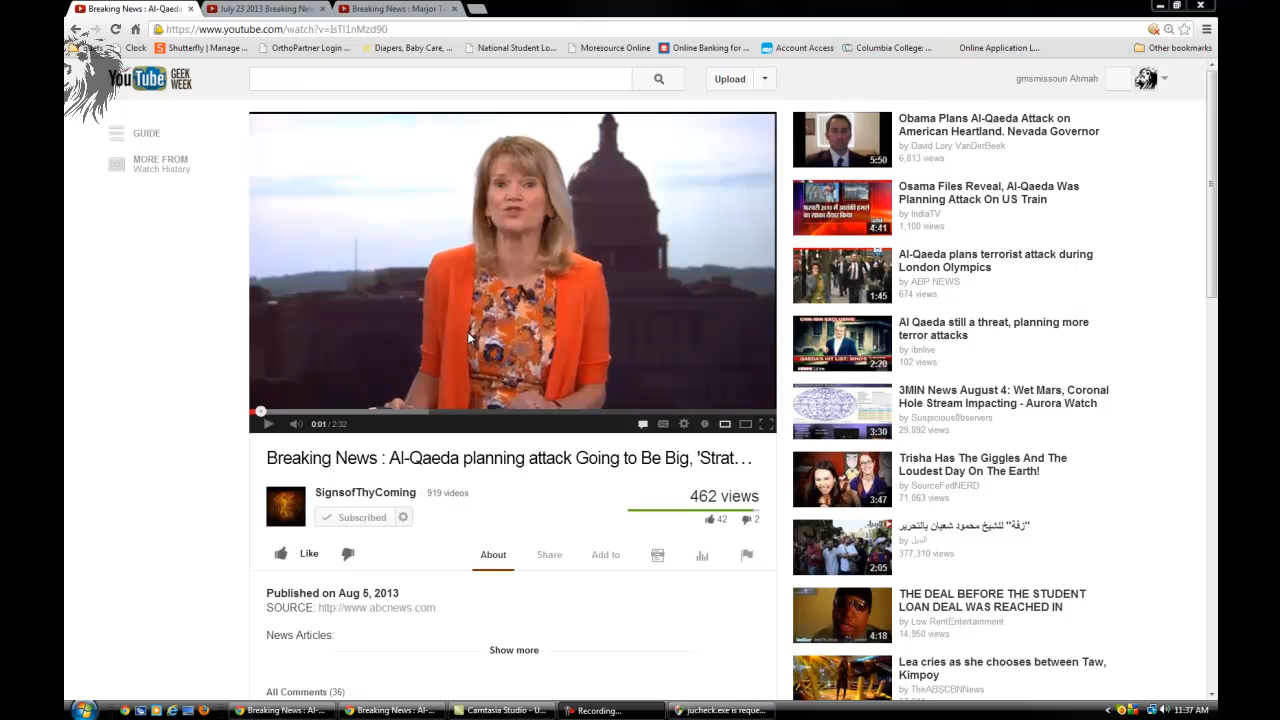 Breaking News : Al-Qaeda
July 23 2013 Breaking New
Breaking News : Marjor T
https://www.youtube.com/watch?v=IsTl1nMzd90
Clock
Shutterfly | Manage ...
OrthoPartner Login ...
Diapers, Baby Care, ...
National Student Lo...
Moresource Online
Online Banking for ...
Account Access
Columbia College: ...
Online Application L...
Other bookmarks
YouTube GEEK WEEK
Upload
gmsmissouri Ahmah
GUIDE
MORE FROM
Watch History
0:01 / 2:32
Breaking News : Al-Qaeda planning attack Going to Be Big, 'Strat...
SignsofThyComing · 919 videos
Subscribed
462 views
42 2
Like
About Share Add to
Published on Aug 5, 2013
SOURCE: http://www.abcnews.com
News Articles:
Show more
All Comments (36)
5:50
Obama Plans Al-Qaeda Attack on
American Heartland. Nevada Governor
by David Lory VanDerBeek
6,813 views
4:41
Osama Files Reveal, Al-Qaeda Was
Planning Attack On US Train
by IndiaTV
1,100 views
1:45
Al-Qaeda plans terrorist attack during
London Olympics
by ABP NEWS
674 views
2:20
Al Qaeda still a threat, planning more
terror attacks
by ibnlive
102 views
3:30
3MIN News August 4: Wet Mars, Coronal
Hole Stream Impacting - Aurora Watch
by Suspicious0bservers
29,892 views
3:47
Trisha Has The Giggles And The
Loudest Day On The Earth!
by SourceFedNERD
71,063 views
2:05
"زفة" للشيخ محمود شعبان بالتحرير
by البديل
377,310 views
4:18
THE DEAL BEFORE THE STUDENT
LOAN DEAL WAS REACHED IN
by Low RentEntertainment
14,950 views
Lea cries as she chooses between Taw,
Kimpoy
by TheABSCBNNews
Breaking News : Al-...
Breaking News : Al-...
Camtasia Studio - U...
Recording...
jucheck.exe is reque...
11:37 AM